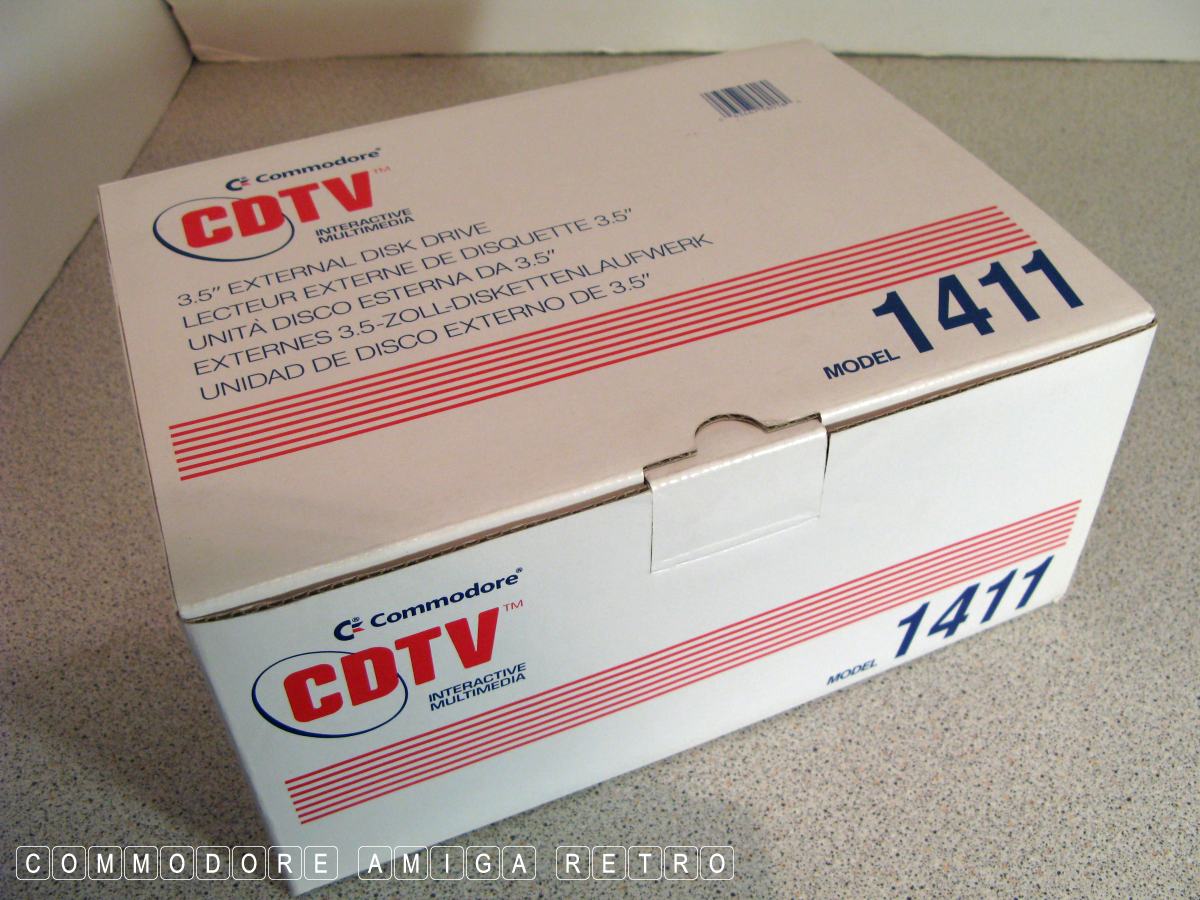 Commodore®
CDTV™
INTERACTIVE
MULTIMEDIA
3.5" EXTERNAL DISK DRIVE
LECTEUR EXTERNE DE DISQUETTE 3.5"
UNITÀ DISCO ESTERNA DA 3.5"
EXTERNES 3.5-ZOLL-DISKETTENLAUFWERK
UNIDAD DE DISCO EXTERNO DE 3.5"
MODEL 1411
Commodore®
CDTV™
INTERACTIVE
MULTIMEDIA
MODEL 1411
COMMODORE AMIGA RETRO